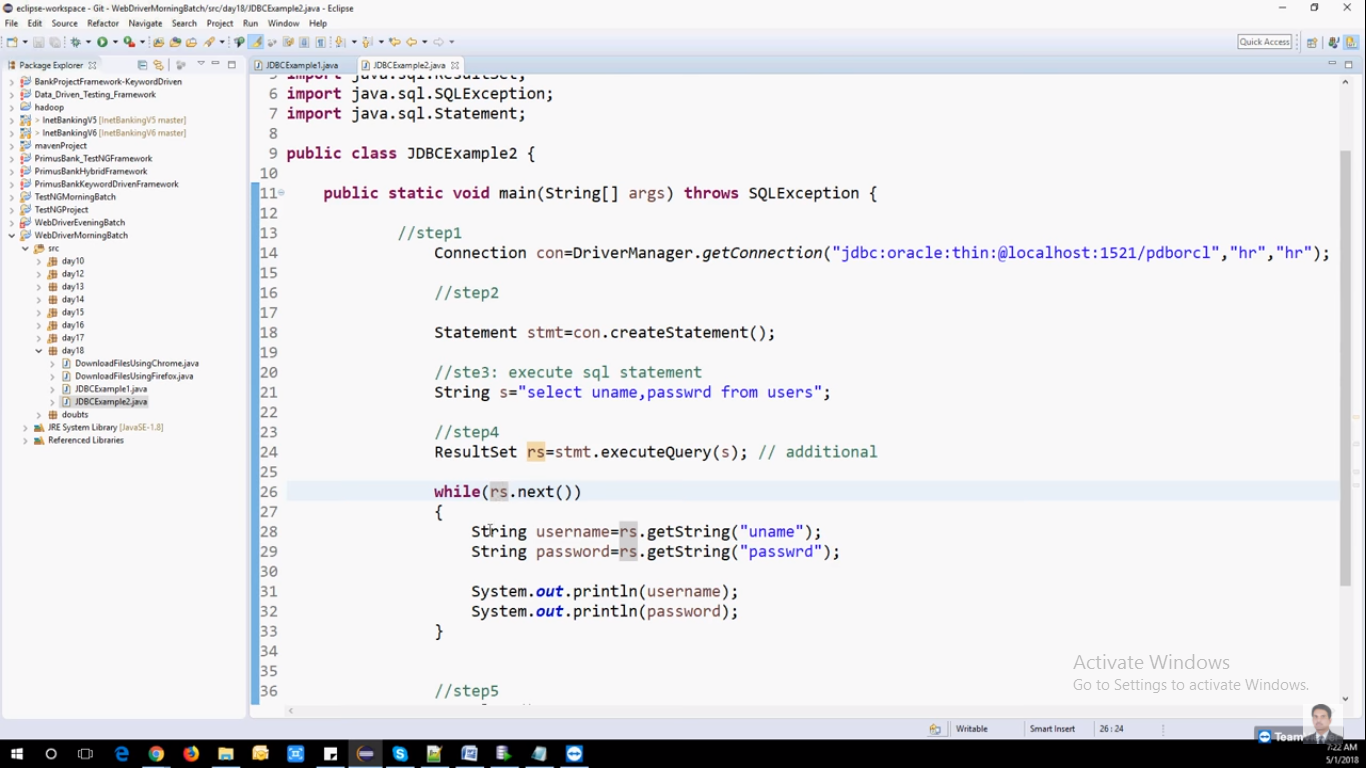 eclipse-workspace - Git - WebDriverMorningBatch/src/day18/JDBCExample2.java - Eclipse
File Edit Source Refactor Navigate Search Project Run Window Help
Quick Access
Package Explorer
JDBCExample1.java
JDBCExample2.java
BankProjectFramework-KeywordDriven
Data_Driven_Testing_Framework
hadoop
> InetBankingV5 [InetBankingV5 master]
> InetBankingV6 [InetBankingV6 master]
mavenProject
PrimusBank_TestNGFramework
PrimusBankHybridFramework
PrimusBankKeywordDrivenFramework
TestNGMorningBatch
TestNGProject
WebDriverEveningBatch
WebDriverMorningBatch
src
day10
day12
day13
day14
day15
day16
day17
day18
DownloadFilesUsingChrome.java
DownloadFilesUsingFirefox.java
JDBCExample1.java
JDBCExample2.java
doubts
JRE System Library [JavaSE-1.8]
Referenced Libraries
5 import java.sql.ResultSet;
6 import java.sql.SQLException;
7 import java.sql.Statement;
8
9 public class JDBCExample2 {
10
11 public static void main(String[] args) throws SQLException {
12
13 //step1
14 Connection con=DriverManager.getConnection("jdbc:oracle:thin:@localhost:1521/pdborcl","hr","hr");
15
16 //step2
17
18 Statement stmt=con.createStatement();
19
20 //ste3: execute sql statement
21 String s="select uname,passwrd from users";
22
23 //step4
24 ResultSet rs=stmt.executeQuery(s); // additional
25
26 while(rs.next())
27 {
28 String username=rs.getString("uname");
29 String password=rs.getString("passwrd");
30
31 System.out.println(username);
32 System.out.println(password);
33 }
34
35
36 //step5
Activate Windows
Go to Settings to activate Windows.
Writable Smart Insert 26 : 24
7:22 AM
5/1/2018